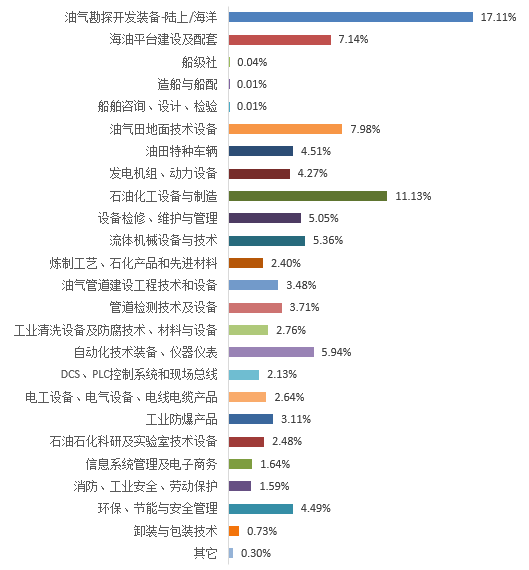 油气勘探开发装备-陆上/海洋 17.11%
海油平台建设及配套 7.14%
船级社 0.04%
造船与船配 0.01%
船舶咨询、设计、检验 0.01%
油气田地面技术设备 7.98%
油田特种车辆 4.51%
发电机组、动力设备 4.27%
石油化工设备与制造 11.13%
设备检修、维护与管理 5.05%
流体机械设备与技术 5.36%
炼制工艺、石化产品和先进材料 2.40%
油气管道建设工程技术和设备 3.48%
管道检测技术及设备 3.71%
工业清洗设备及防腐技术、材料与设备 2.76%
自动化技术装备、仪器仪表 5.94%
DCS、PLC控制系统和现场总线 2.13%
电工设备、电气设备、电线电缆产品 2.64%
工业防爆产品 3.11%
石油石化科研及实验室技术设备 2.48%
信息系统管理及电子商务 1.64%
消防、工业安全、劳动保护 1.59%
环保、节能与安全管理 4.49%
卸装与包装技术 0.73%
其它 0.30%